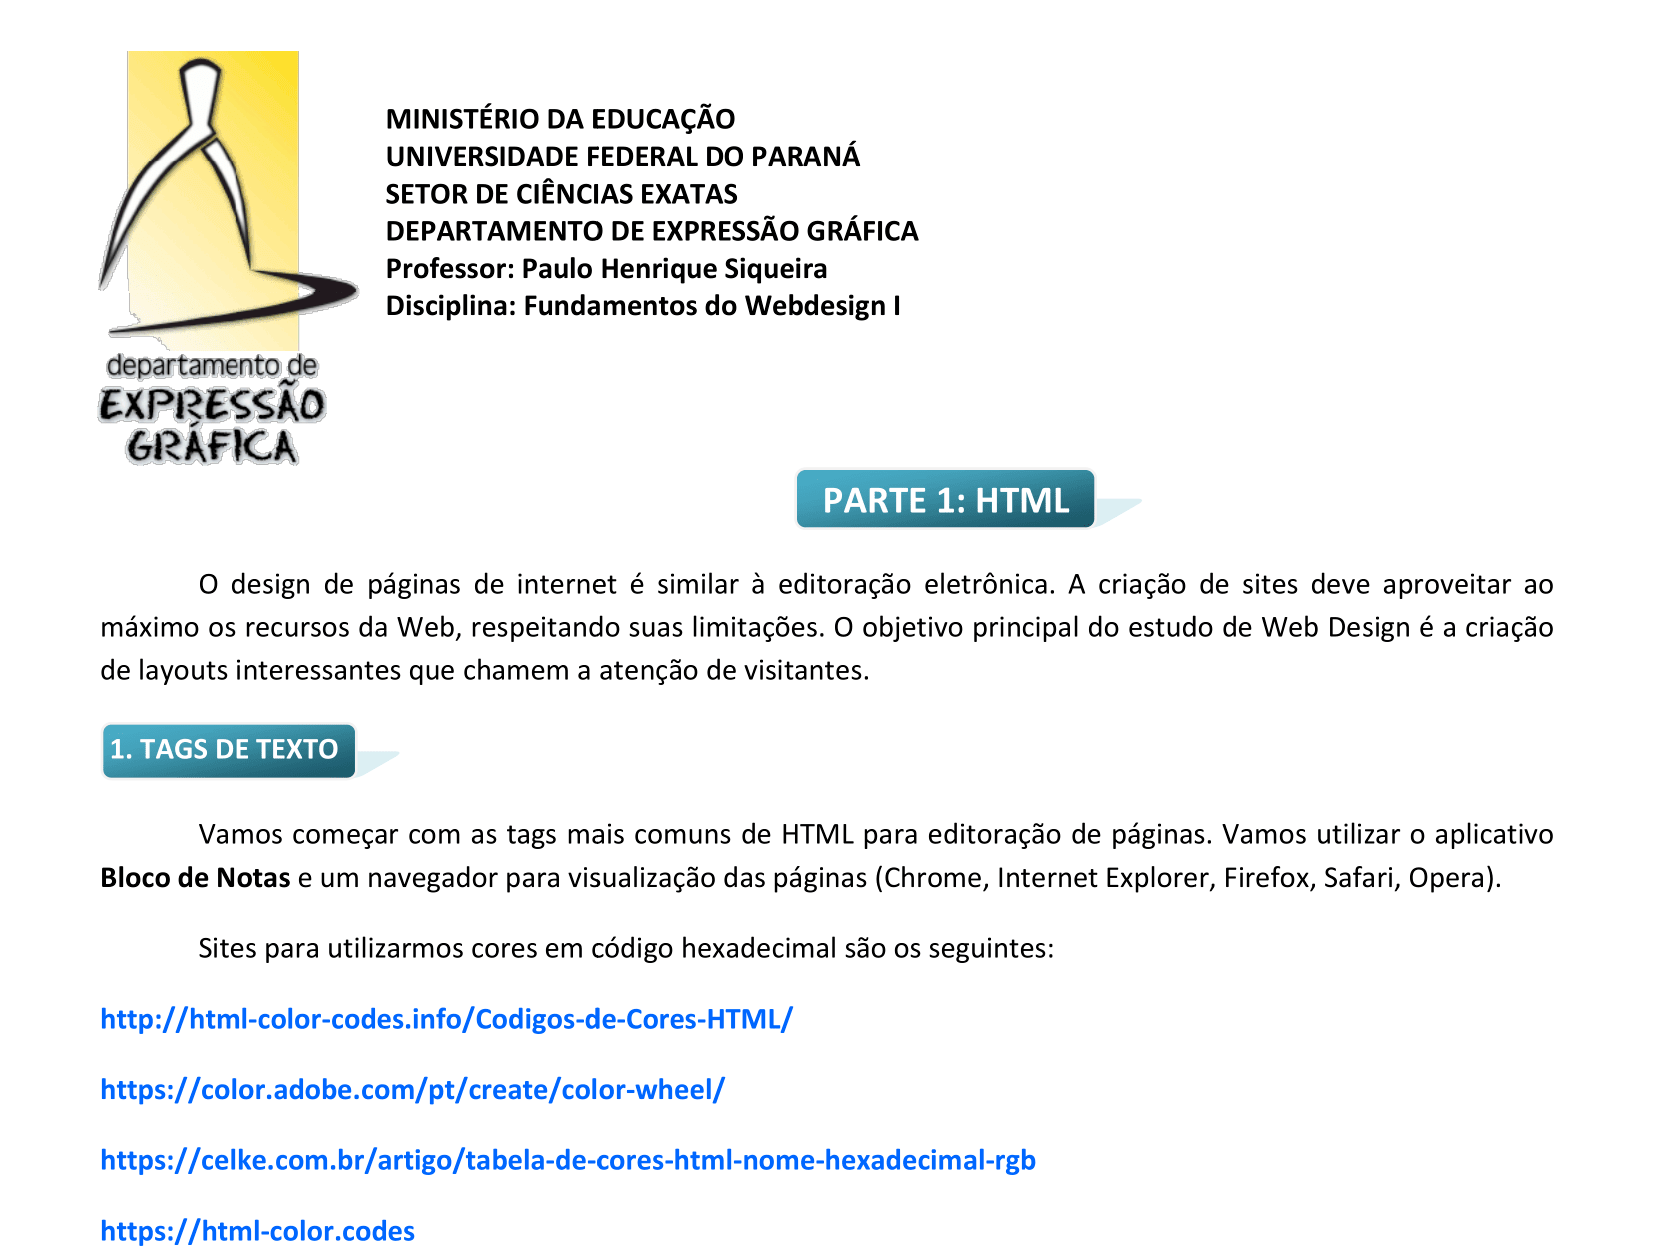 MINISTÉRIO DA EDUCAÇÃO
UNIVERSIDADE FEDERAL DO PARANÁ
SETOR DE CIÊNCIAS EXATAS
DEPARTAMENTO DE EXPRESSÃO GRÁFICA
Professor: Paulo Henrique Siqueira
Disciplina: Fundamentos do Webdesign I
departamento de
EXPRESSÃO
GRÁFICA
PARTE 1: HTML
O design de páginas de internet é similar à editoração eletrônica. A criação de sites deve aproveitar ao
máximo os recursos da Web, respeitando suas limitações. O objetivo principal do estudo de Web Design é a criação
de layouts interessantes que chamem a atenção de visitantes.
1. TAGS DE TEXTO
Vamos começar com as tags mais comuns de HTML para editoração de páginas. Vamos utilizar o aplicativo
Bloco de Notas e um navegador para visualização das páginas (Chrome, Internet Explorer, Firefox, Safari, Opera).
Sites para utilizarmos cores em código hexadecimal são os seguintes:
http://html-color-codes.info/Codigos-de-Cores-HTML/
https://color.adobe.com/pt/create/color-wheel/
https://celke.com.br/artigo/tabela-de-cores-html-nome-hexadecimal-rgb
https://html-color.codes